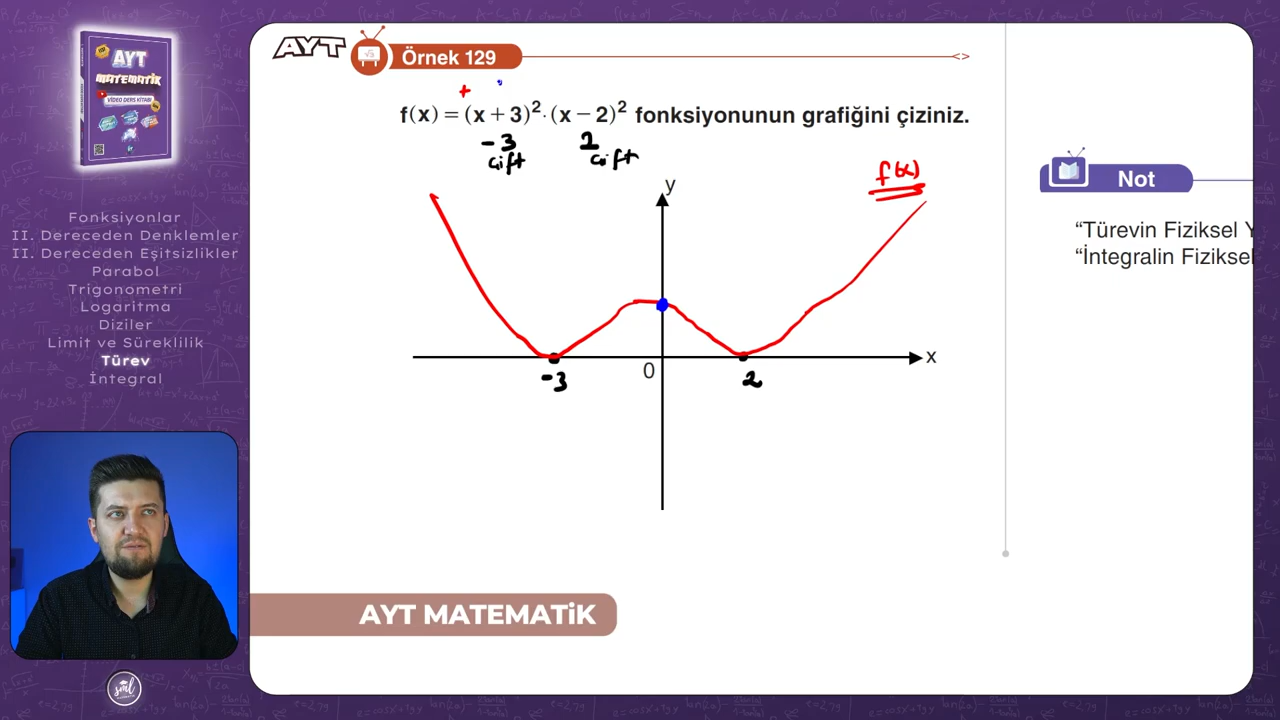 AYT
MATEMATİK
VİDEO DERS KİTABI
Fonksiyonlar
II. Dereceden Denklemler
II. Dereceden Eşitsizlikler
Parabol
Trigonometri
Logaritma
Diziler
Limit ve Süreklilik
Türev
İntegral
sml
AYT
Örnek 129
<>
+
f(x) = (x + 3)² · (x − 2)² fonksiyonunun grafiğini çiziniz.
-3 2
çift çift
f(x)
y
x
0
-3 2
AYT MATEMATİK
Not
“Türevin Fiziksel Y
“İntegralin Fiziksel